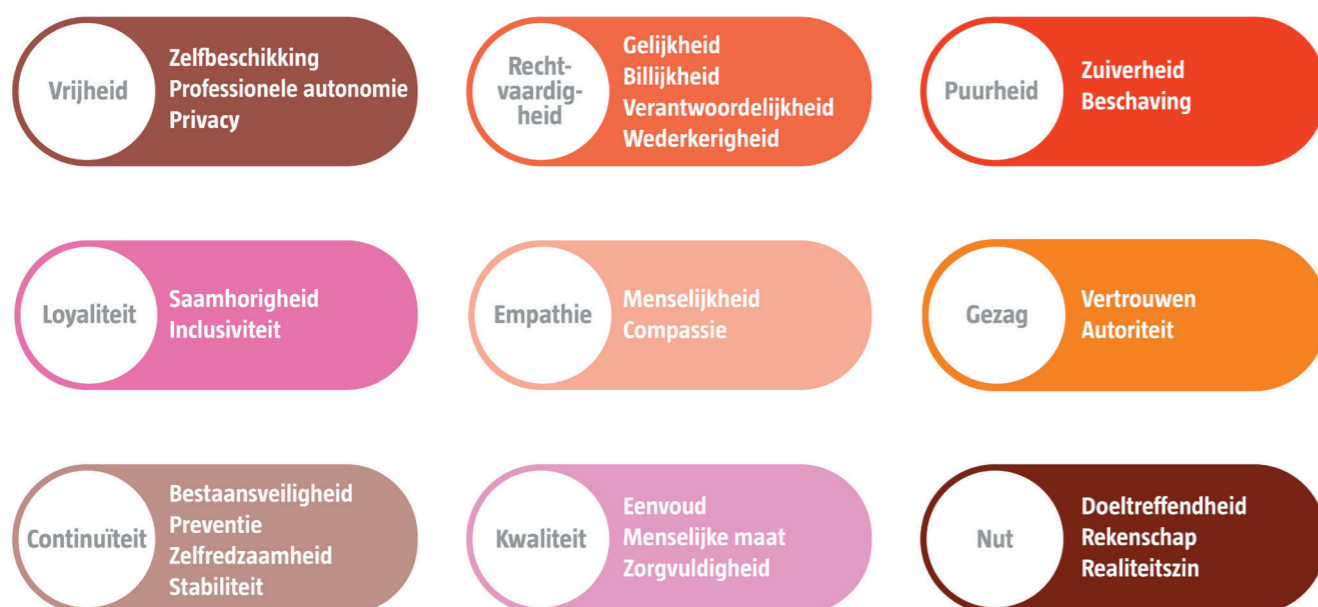 Vrijheid
Zelfbeschikking
Professionele autonomie
Privacy
Recht-
vaardig-
heid
Gelijkheid
Billijkheid
Verantwoordelijkheid
Wederkerigheid
Puurheid
Zuiverheid
Beschaving
Loyaliteit
Saamhorigheid
Inclusiviteit
Empathie
Menselijkheid
Compassie
Gezag
Vertrouwen
Autoriteit
Continuïteit
Bestaansveiligheid
Preventie
Zelfredzaamheid
Stabiliteit
Kwaliteit
Eenvoud
Menselijke maat
Zorgvuldigheid
Nut
Doeltreffendheid
Rekenschap
Realiteitszin